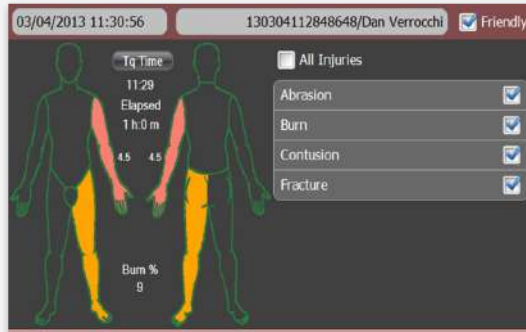 03/04/2013 11:30:56
130304112848648/Dan Verrocchi
Friendly
Tq Time
11:29
Elapsed
1 h:0 m
4.5 4.5
Burn %
9
All Injuries
Abrasion
Burn
Contusion
Fracture